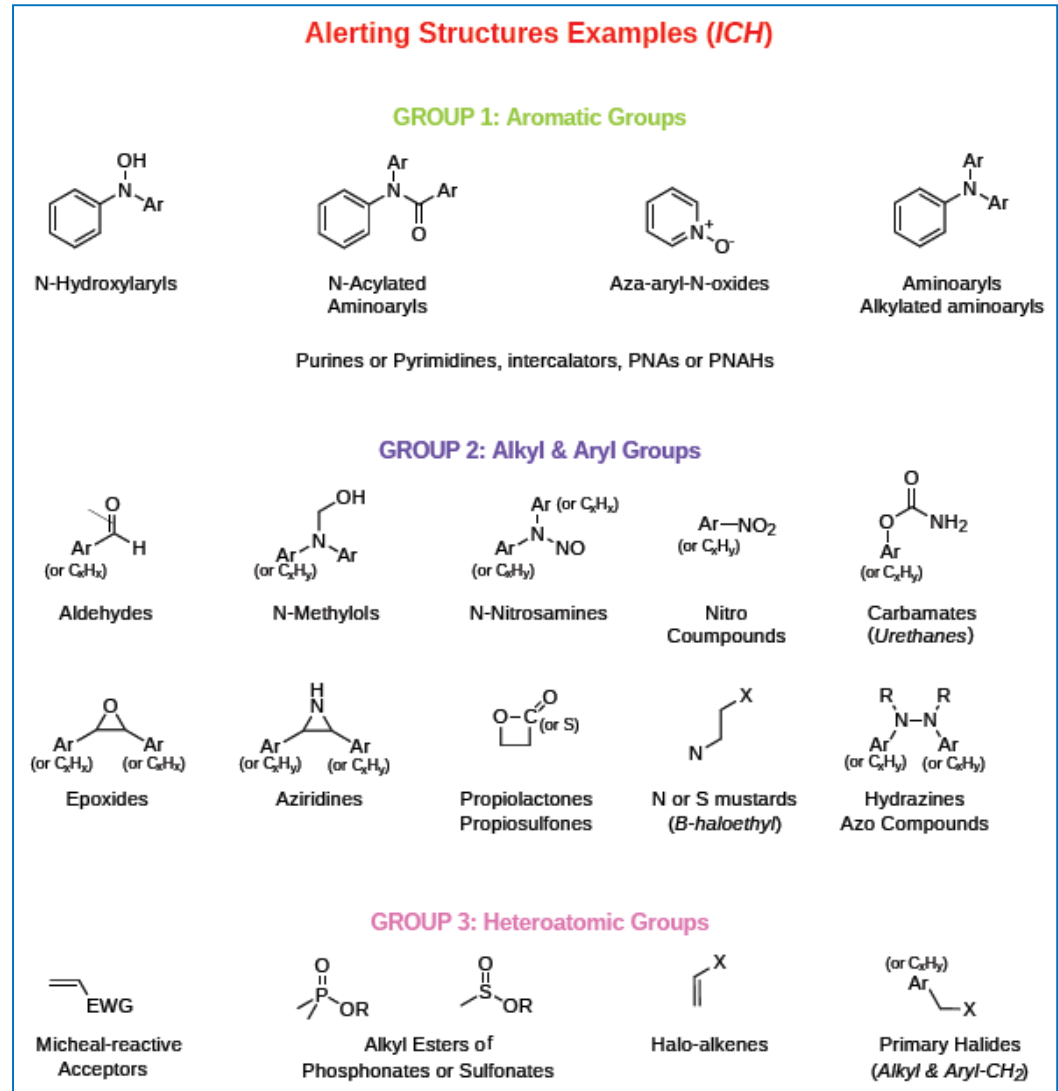 Alerting Structures Examples (ICH)
GROUP 1: Aromatic Groups
OH
N
Ar
N-Hydroxylaryls
Ar
N
Ar
O
N-Acylated
Aminoaryls
N+
O-
Aza-aryl-N-oxides
Ar
N
Ar
Aminoaryls
Alkylated aminoaryls
Purines or Pyrimidines, intercalators, PNAs or PNAHs
GROUP 2: Alkyl & Aryl Groups
O
Ar
H
(or CxHx)
Aldehydes
OH
N
Ar
Ar
(or CxHy)
N-Methylols
Ar (or CxHx)
N
Ar
NO
(or CxHy)
N-Nitrosamines
Ar—NO2
(or CxHy)
Nitro
Coumpounds
O
O
NH2
Ar
(or CxHy)
Carbamates
(Urethanes)
O
Ar
Ar
(or CxHx)
(or CxHx)
Epoxides
H
N
Ar
Ar
(or CxHy)
(or CxHy)
Aziridines
O
O–C
(or S)
Propiolactones
Propiosulfones
X
N
N or S mustards
(B-haloethyl)
R
R
N–N
Ar
Ar
(or CxHy)
(or CxHy)
Hydrazines
Azo Compounds
GROUP 3: Heteroatomic Groups
EWG
Micheal-reactive
Acceptors
O
P
OR
O
S
OR
Alkyl Esters of
Phosphonates or Sulfonates
X
Halo-alkenes
(or CxHy)
Ar
X
Primary Halides
(Alkyl & Aryl-CH2)